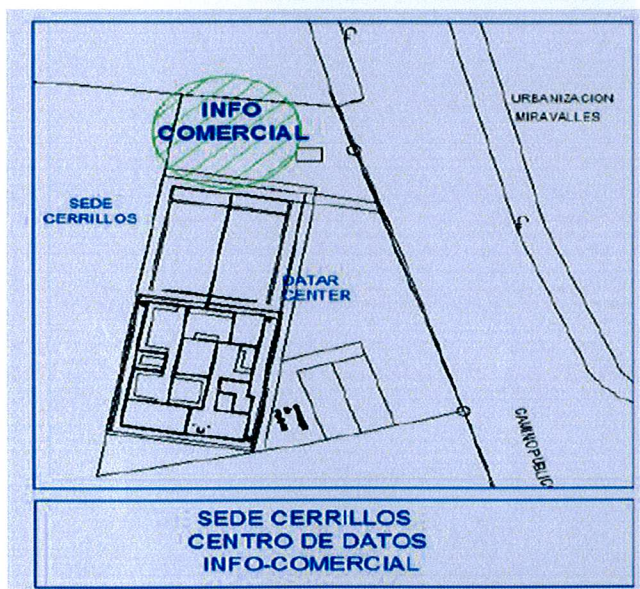 INFO
COMERCIAL
URBANIZACION
MIRAVALLES
SEDE
CERRILLOS
DATAR
CENTER
CAMINO PUBLICO
SEDE CERRILLOS
CENTRO DE DATOS
INFO-COMERCIAL